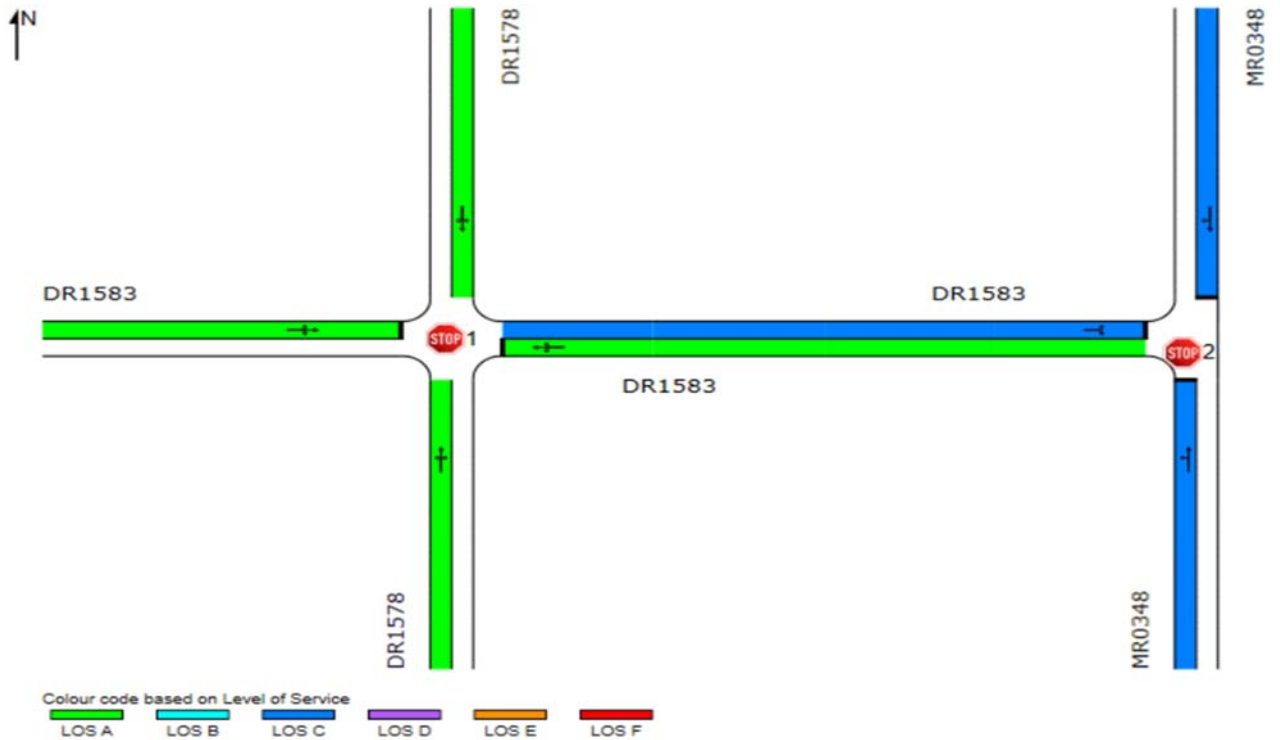 N
DR1578
MR0348
DR1583
DR1583
STOP 1
STOP 2
DR1583
DR1578
MR0348
Colour code based on Level of Service
LOS A LOS B LOS C LOS D LOS E LOS F